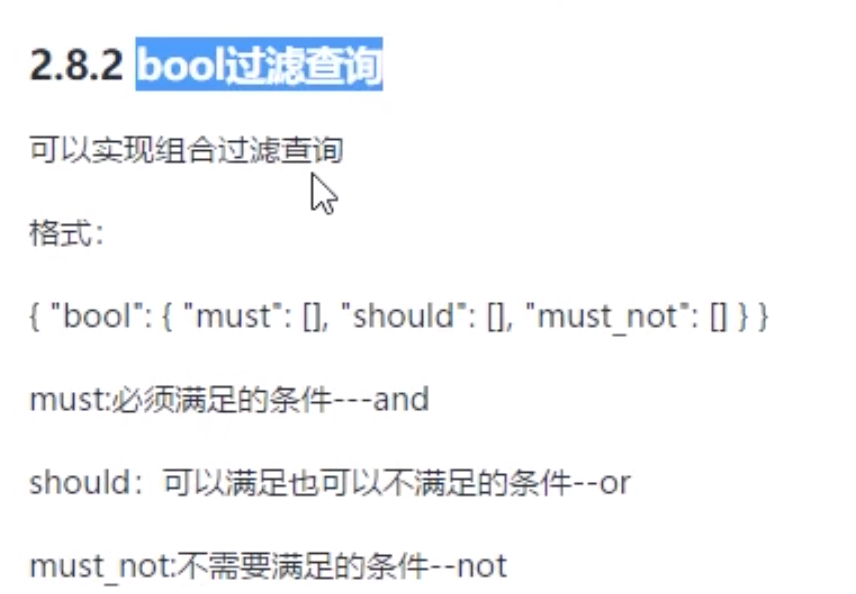 2.8.2 bool过滤查询
可以实现组合过滤查询
格式：
{ "bool": { "must": [], "should": [], "must_not": [] } }
must:必须满足的条件---and
should：可以满足也可以不满足的条件--or
must_not:不需要满足的条件--not